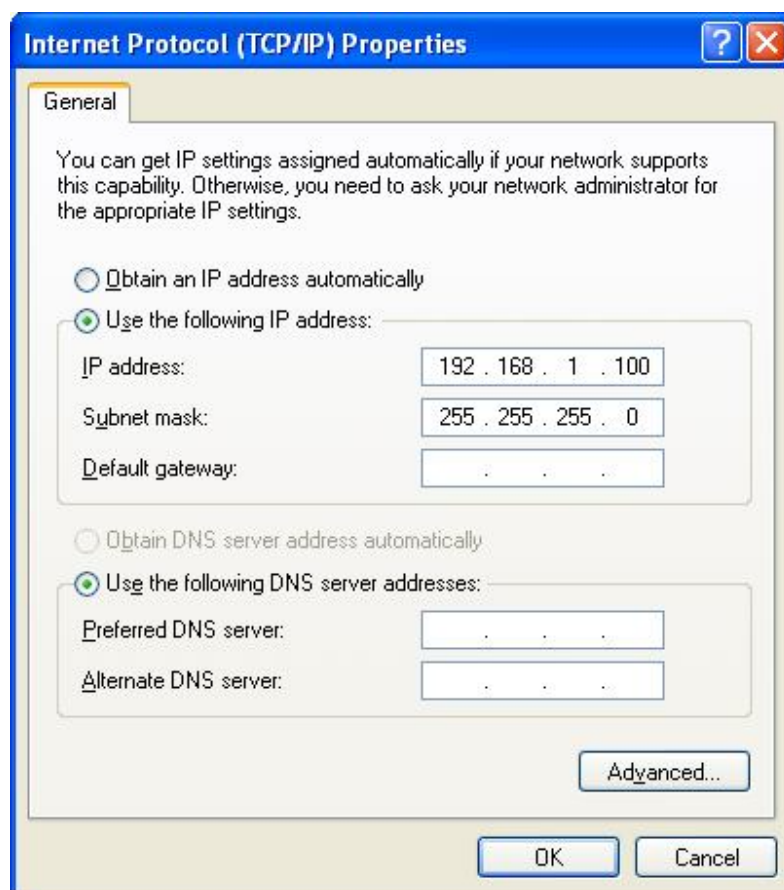 Internet Protocol (TCP/IP) Properties
General
You can get IP settings assigned automatically if your network supports
this capability. Otherwise, you need to ask your network administrator for
the appropriate IP settings.
Obtain an IP address automatically
Use the following IP address:
IP address: 192 . 168 . 1 . 100
Subnet mask: 255 . 255 . 255 . 0
Default gateway: . . .
Obtain DNS server address automatically
Use the following DNS server addresses:
Preferred DNS server: . . .
Alternate DNS server: . . .
Advanced...
OK Cancel